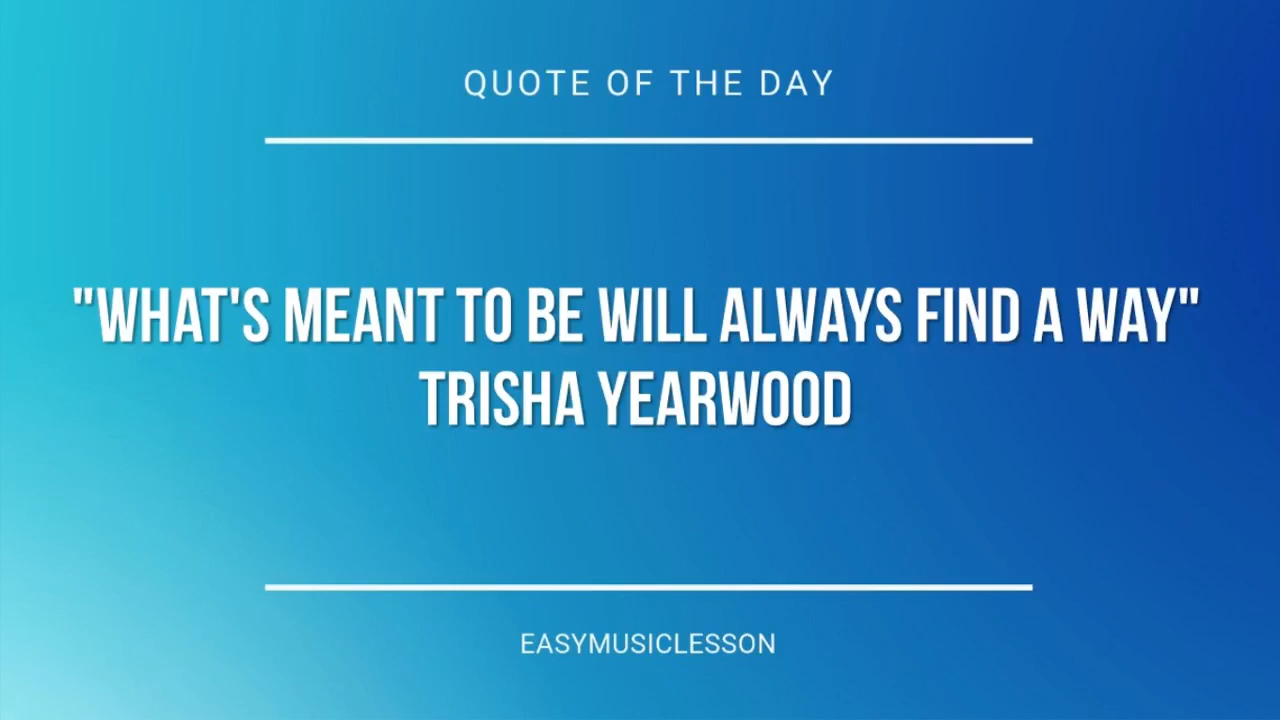 QUOTE OF THE DAY
"WHAT'S MEANT TO BE WILL ALWAYS FIND A WAY"
TRISHA YEARWOOD
EASYMUSICLESSON